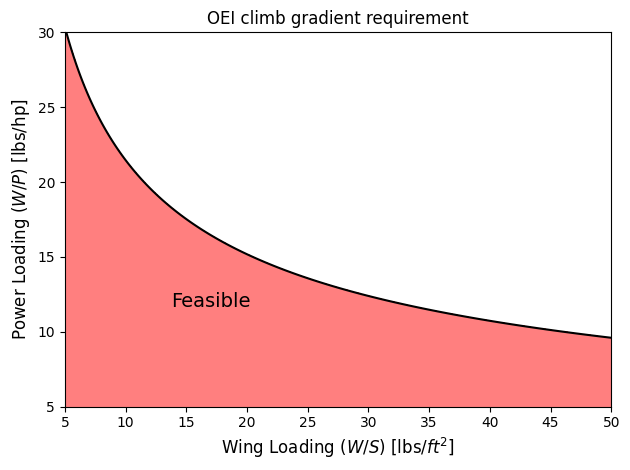 OEI climb gradient requirement
Power Loading (W/P) [lbs/hp]
30
25
20
15
10
5
Feasible
5 10 15 20 25 30 35 40 45 50
Wing Loading (W/S) [lbs/ft²]